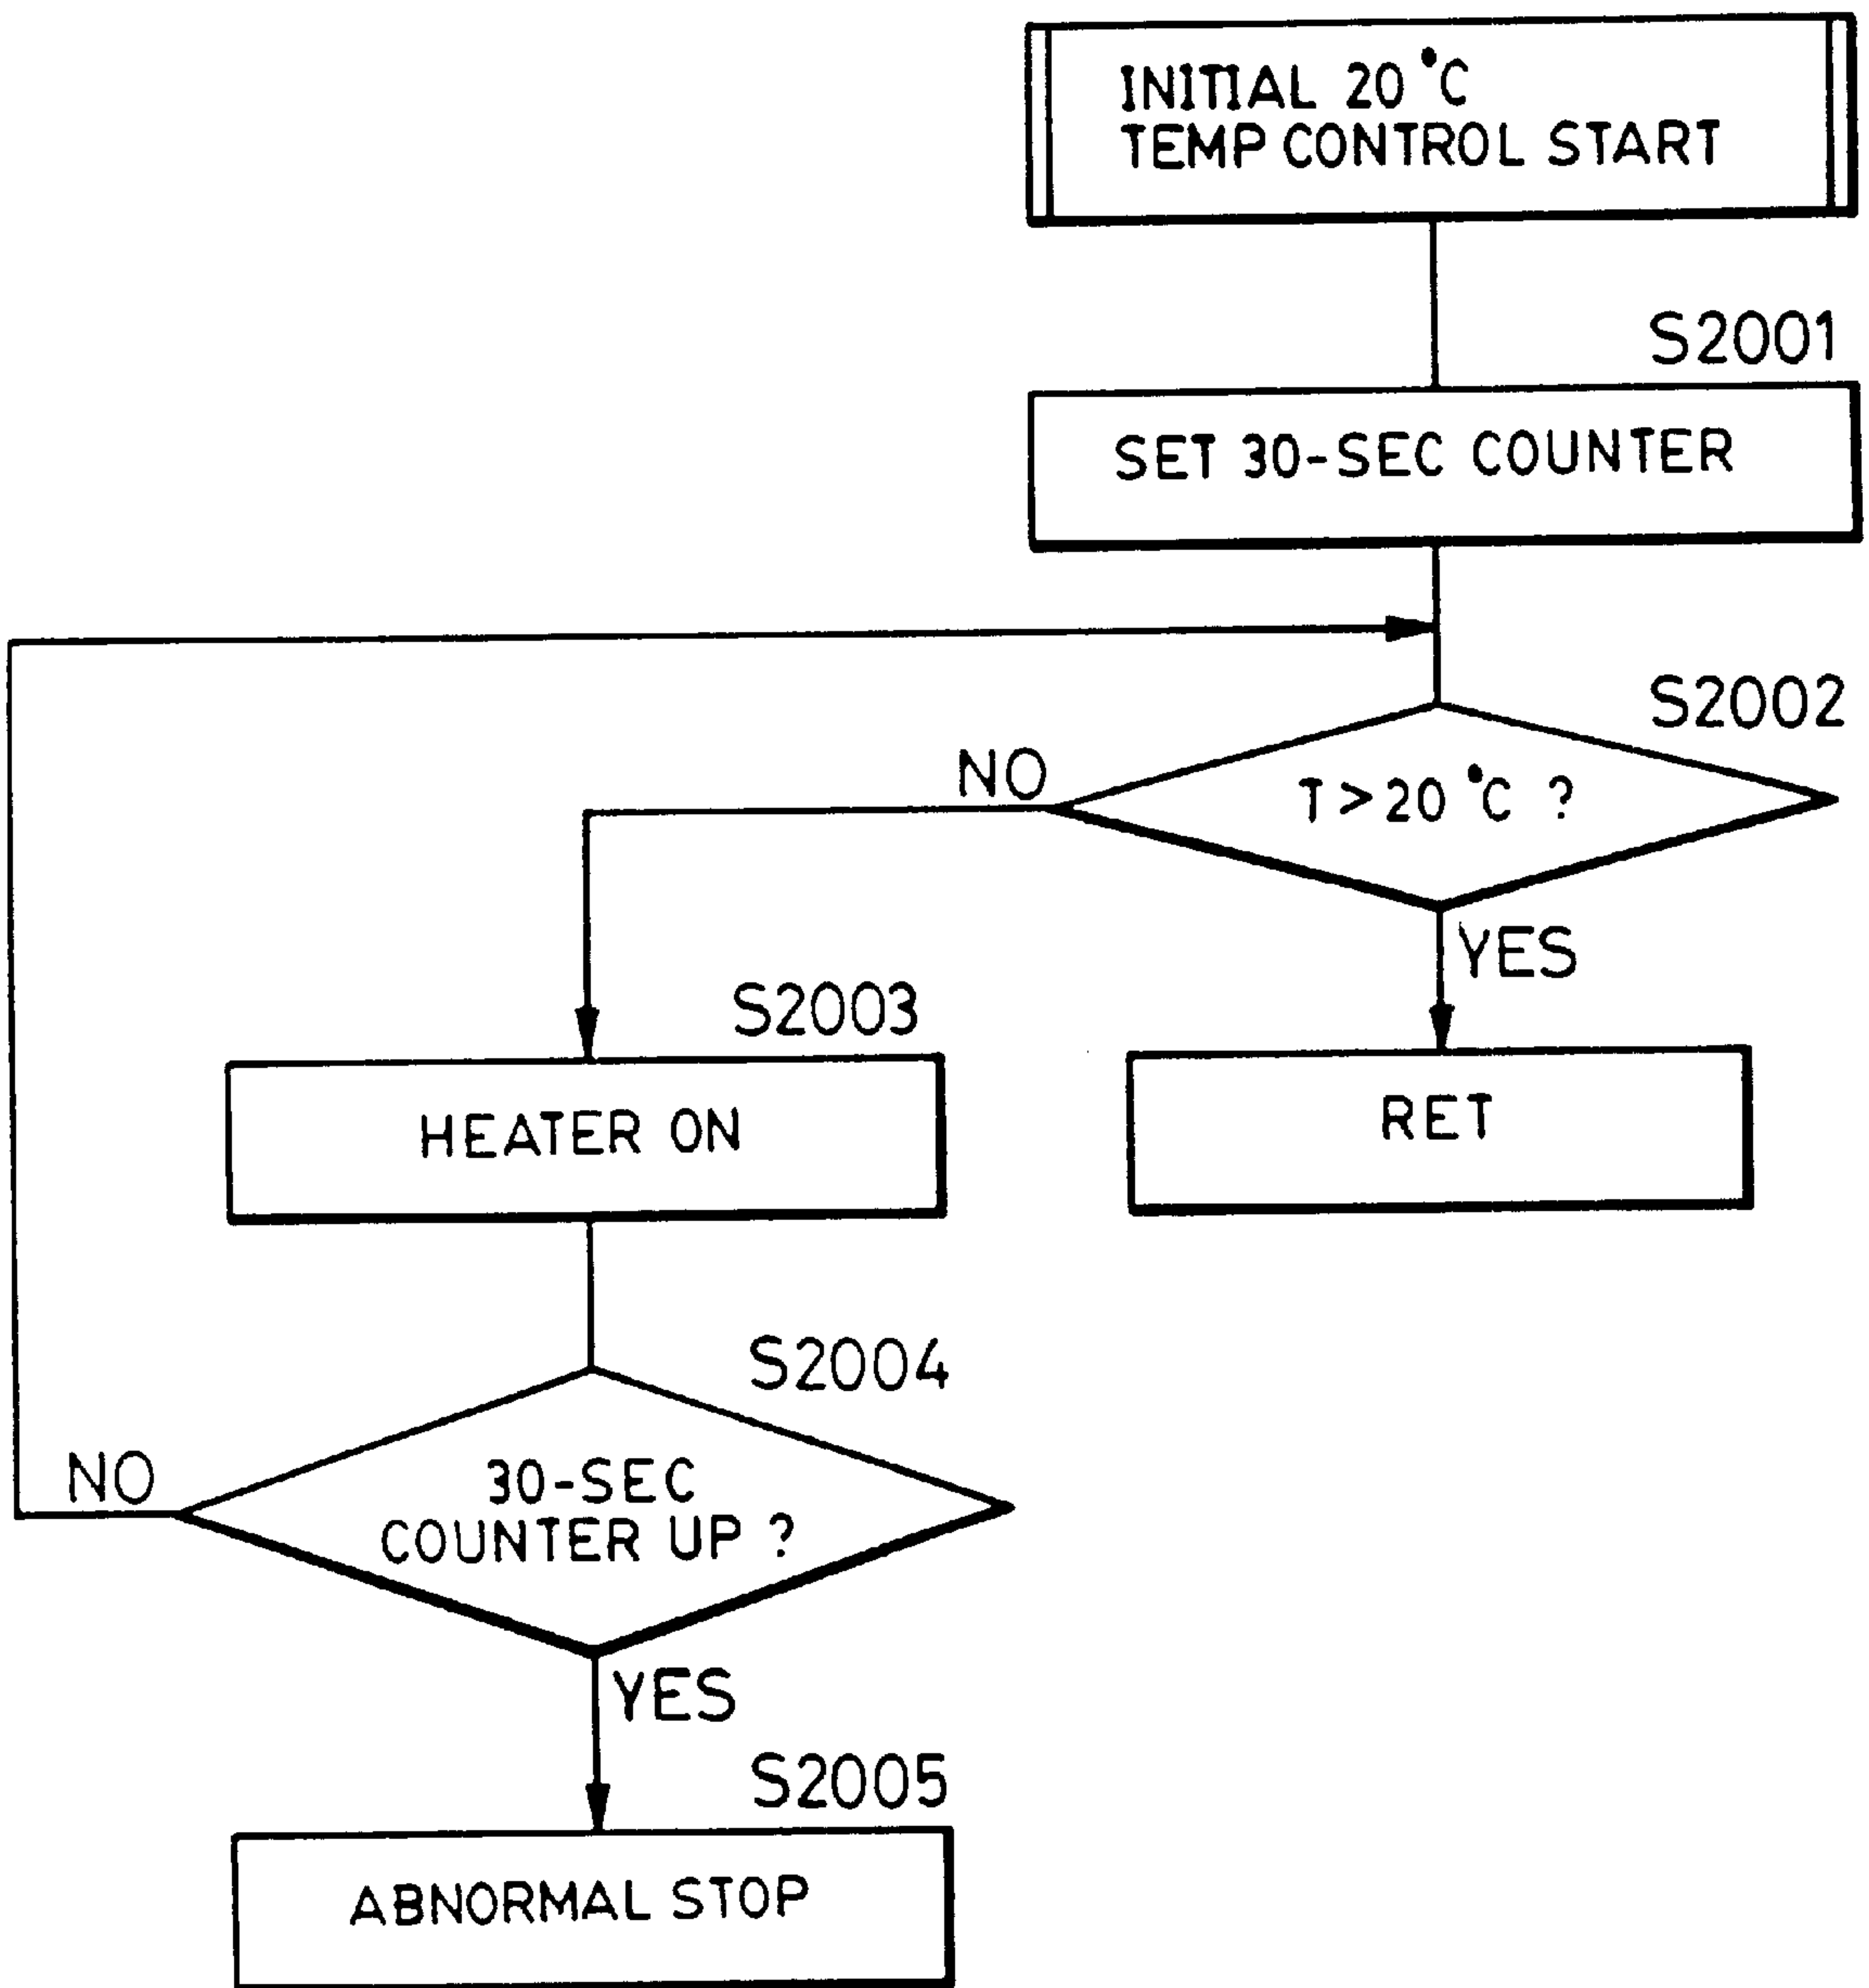 INITIAL 20°C
TEMP CONTROL START
S2001
SET 30-SEC COUNTER
S2002
NO
T>20°C ?
YES
S2003
HEATER ON
RET
S2004
NO
30-SEC
COUNTER UP ?
YES
S2005
ABNORMAL STOP